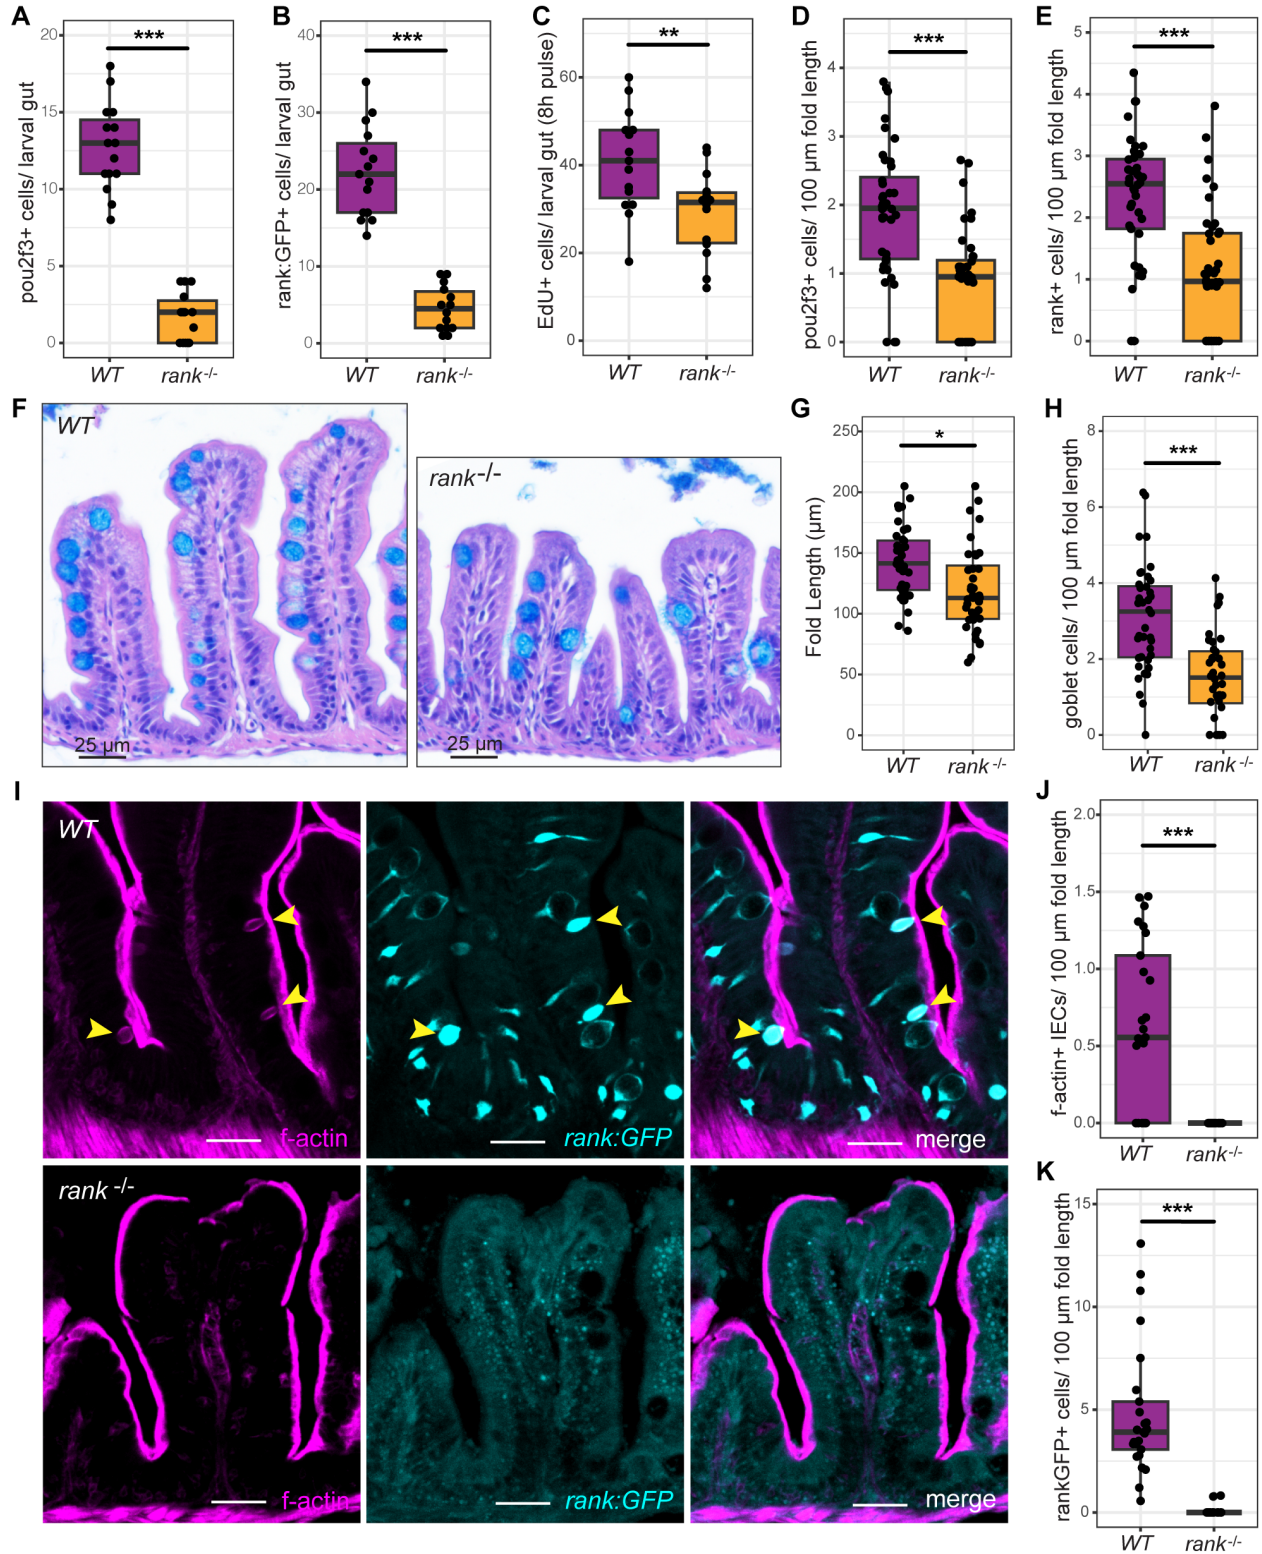 A
pou2f3+ cells/ larval gut
20
15
10
5
0
***
WT
rank-/-
B
rank:GFP+ cells/ larval gut
40
30
20
10
0
***
WT
rank-/-
C
EdU+ cells/ larval gut (8h pulse)
60
40
20
0
**
WT
rank-/-
D
pou2f3+ cells/ 100 µm fold length
4
3
2
1
0
***
WT
rank-/-
E
rank+ cells/ 100 µm fold length
5
4
3
2
1
0
***
WT
rank-/-
F
WT
25 µm
rank-/-
25 µm
G
Fold Length (µm)
250
200
150
100
50
0
*
WT
rank-/-
H
goblet cells/ 100 µm fold length
8
6
4
2
0
***
WT
rank-/-
I
WT
f-actin
rank:GFP
merge
rank -/-
f-actin
rank:GFP
merge
J
f-actin+ IECs/ 100 µm fold length
2.0
1.5
1.0
0.5
0.0
***
WT
rank-/-
K
rankGFP+ cells/ 100 µm fold length
15
10
5
0
***
WT
rank-/-